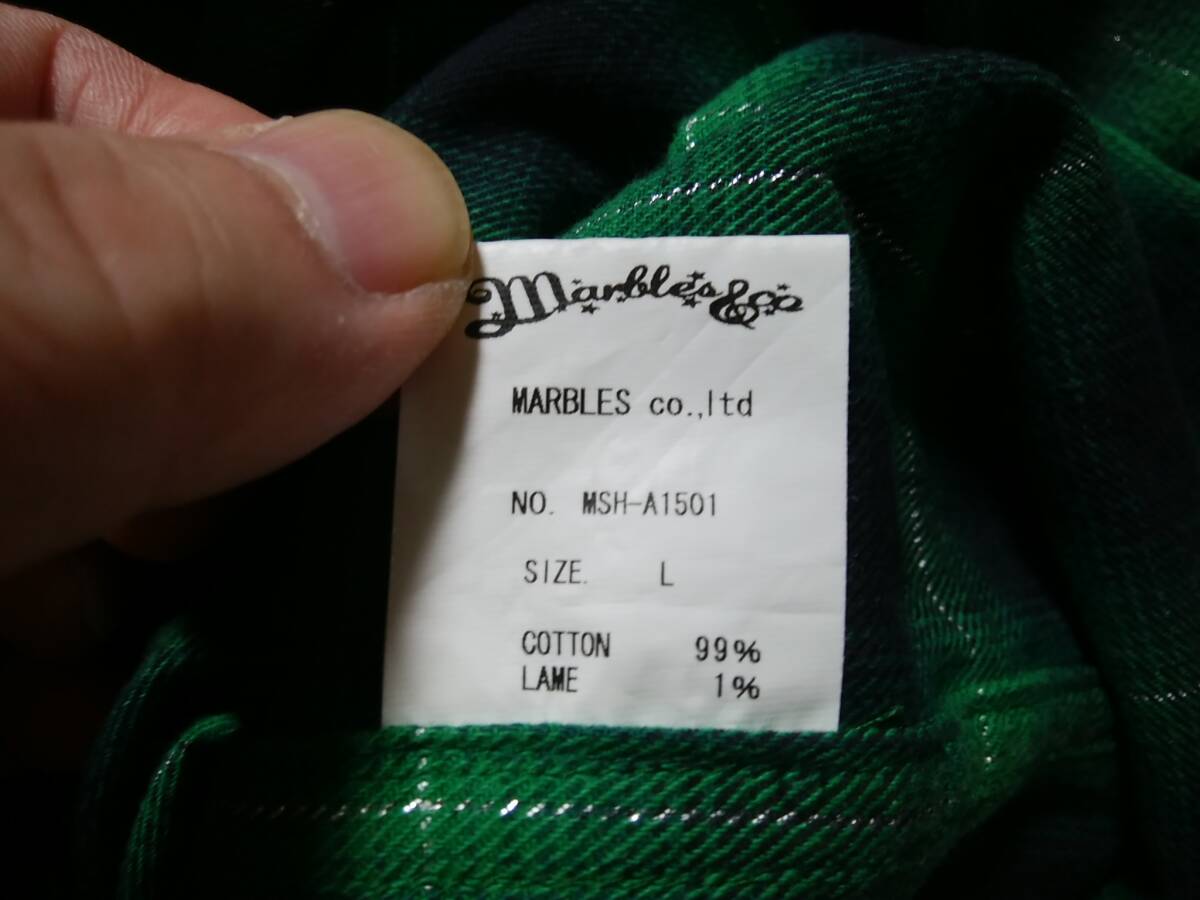 Marbles&co
MARBLES co.,ltd
NO. MSH-A1501
SIZE. L
COTTON 99%
LAME 1%